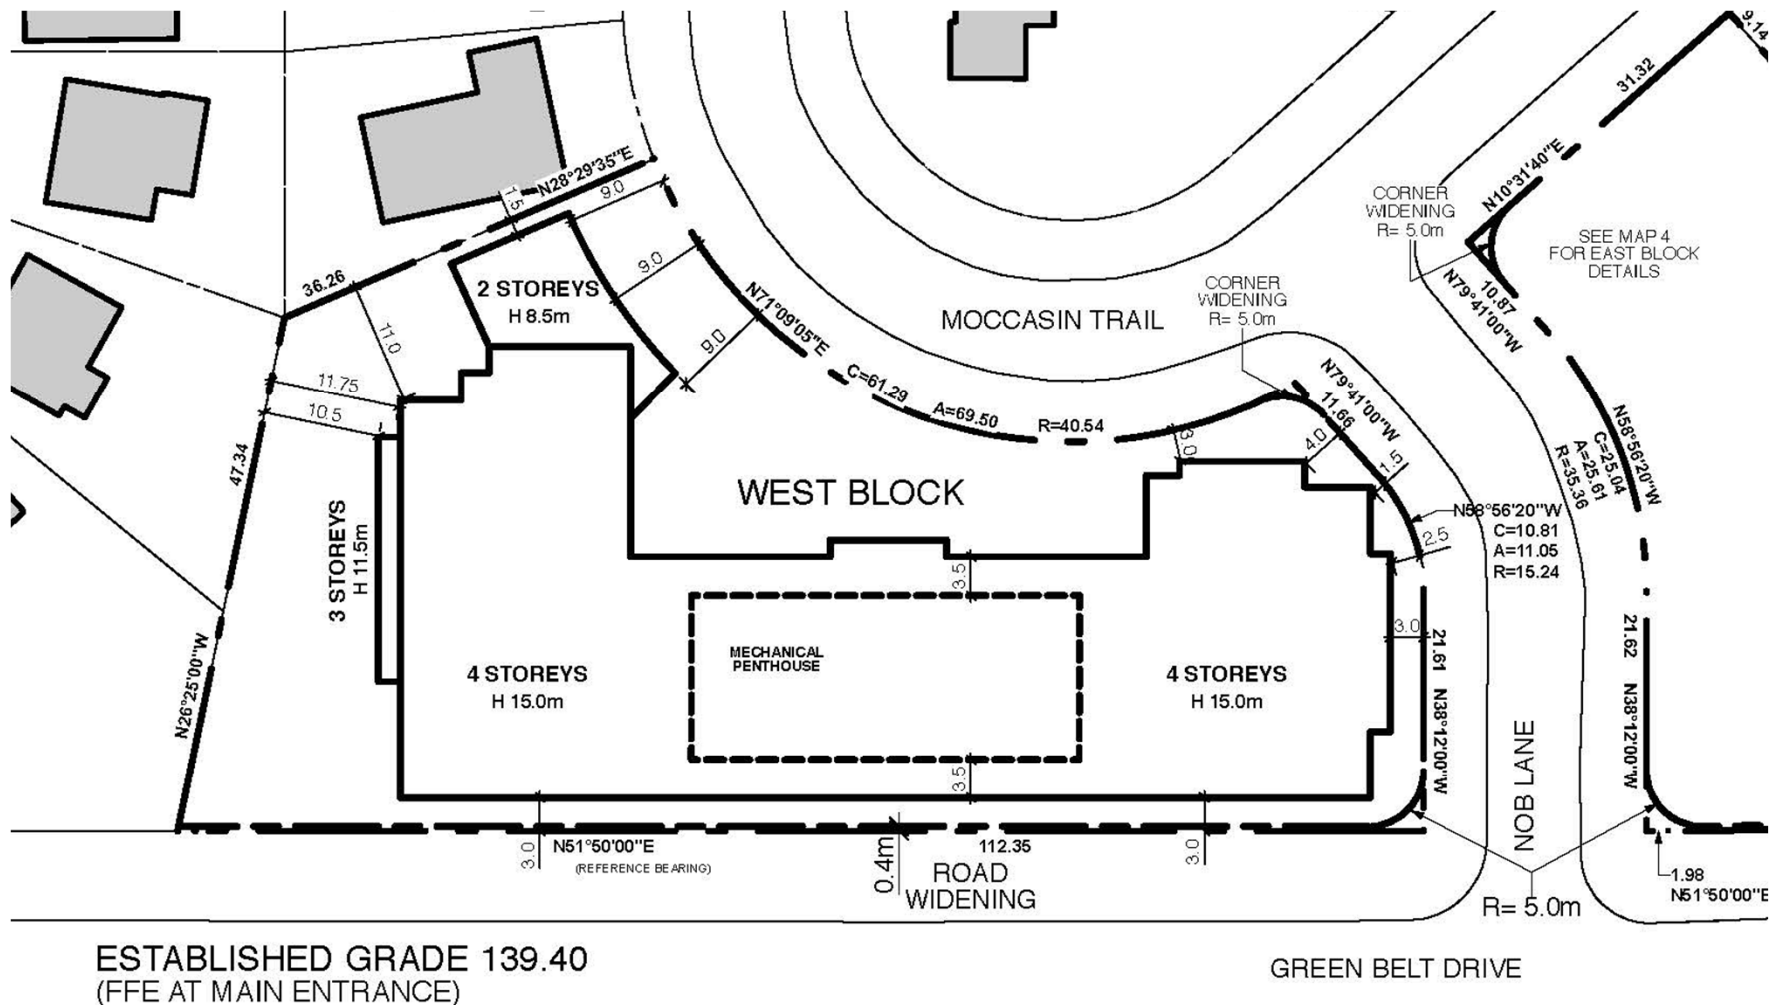 9.14
31.32
N10°31'40"E
CORNER
WIDENING
R= 5.0m
SEE MAP 4
FOR EAST BLOCK
DETAILS
N28°29'35"E
1.5
9.0
36.26
2 STOREYS
H 8.5m
9.0
N71°09'05"E
9.0
11.0
10.87
N79°41'00"W
CORNER
WIDENING
R= 5.0m
MOCCASIN TRAIL
11.75
10.5
C=61.29
A=69.50
R=40.54
N79°41'00"W
11.66
3.0
4.0
1.5
47.34
WEST BLOCK
N58°56'20"W
C=25.04
A=25.61
R=35.36
N58°56'20"W
C=10.81
A=11.05
R=15.24
2.5
3 STOREYS
H 11.5m
3.5
MECHANICAL
PENTHOUSE
3.0
21.61
N38°12'00"W
21.62
N38°12'00"W
N26°25'00"W
4 STOREYS
H 15.0m
4 STOREYS
H 15.0m
3.5
NOB LANE
3.0
N51°50'00"E
(REFERENCE BEARING)
0.4m
112.35
3.0
ROAD
WIDENING
R= 5.0m
1.98
N51°50'00"E
ESTABLISHED GRADE 139.40
(FFE AT MAIN ENTRANCE)
GREEN BELT DRIVE